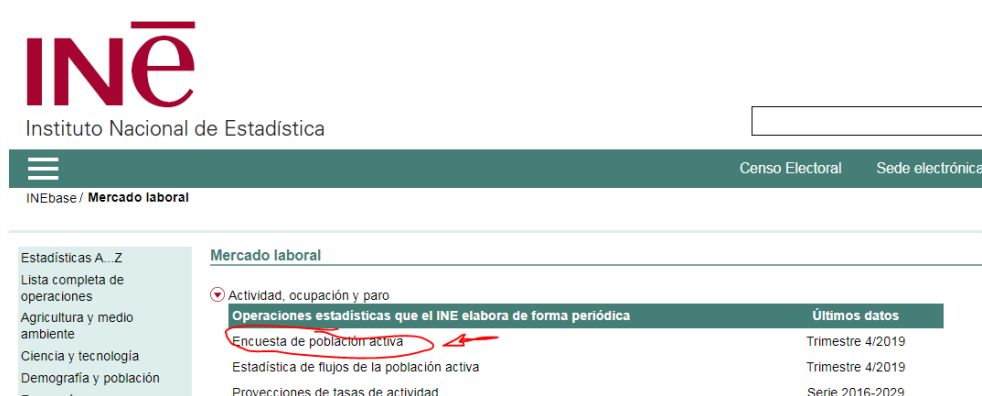 INe
Instituto Nacional de Estadística
Censo Electoral Sede electrónica
INEbase / Mercado laboral
Estadísticas A...Z
Lista completa de
operaciones
Agricultura y medio
ambiente
Ciencia y tecnología
Demografía y población
Mercado laboral
Actividad, ocupación y paro
Operaciones estadísticas que el INE elabora de forma periódica Últimos datos
Encuesta de población activa Trimestre 4/2019
Estadística de flujos de la población activa Trimestre 4/2019
Proyecciones de tasas de actividad Serie 2016-2029